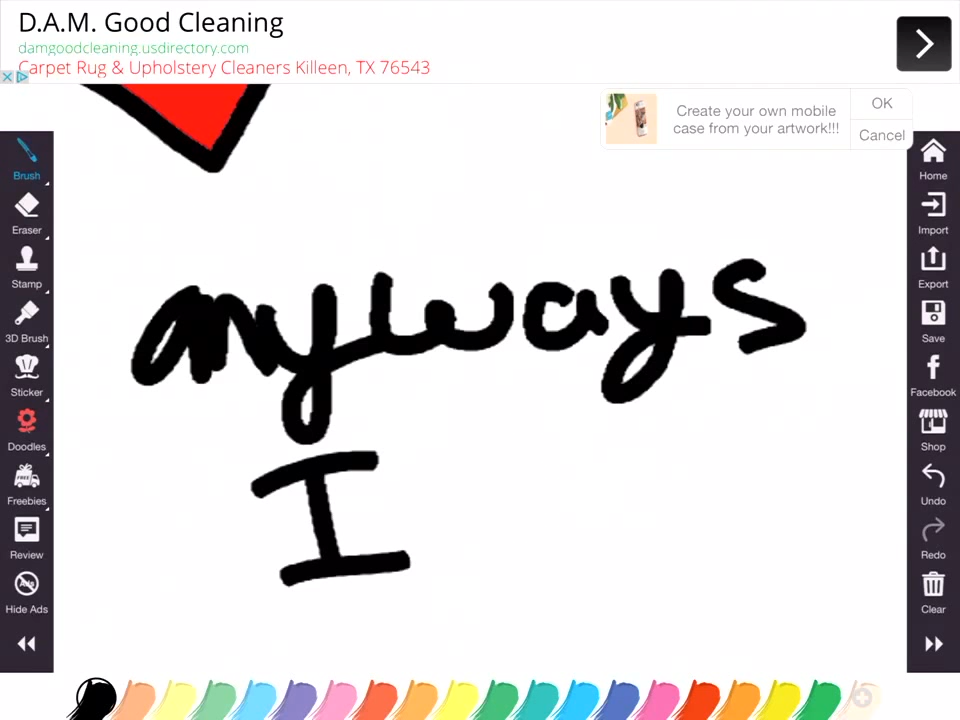 D.A.M. Good Cleaning
damgoodcleaning.usdirectory.com
Carpet Rug & Upholstery Cleaners Killeen, TX 76543
Create your own mobile
case from your artwork!!!
OK
Cancel
Brush
Eraser
Stamp
3D Brush
Sticker
Doodles
FREE
Freebies
Review
Ads
Hide Ads
Home
Import
Export
Save
Facebook
Shop
Undo
Redo
Clear
anyways
I